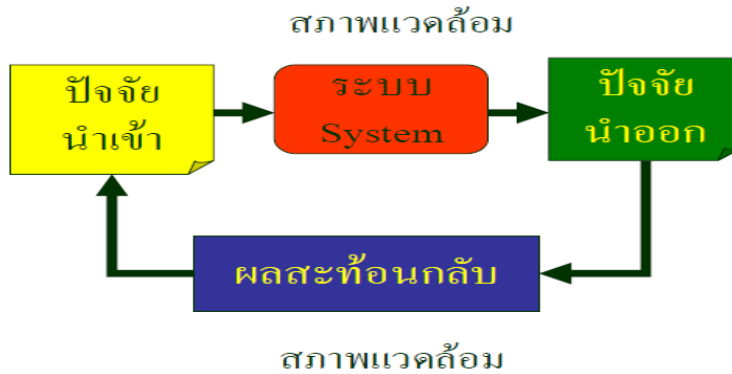 สภาพแวดล้อม
ปัจจัย
นำเข้า
ระบบ
System
ปัจจัย
นำออก
ผลสะท้อนกลับ
สภาพแวดล้อม